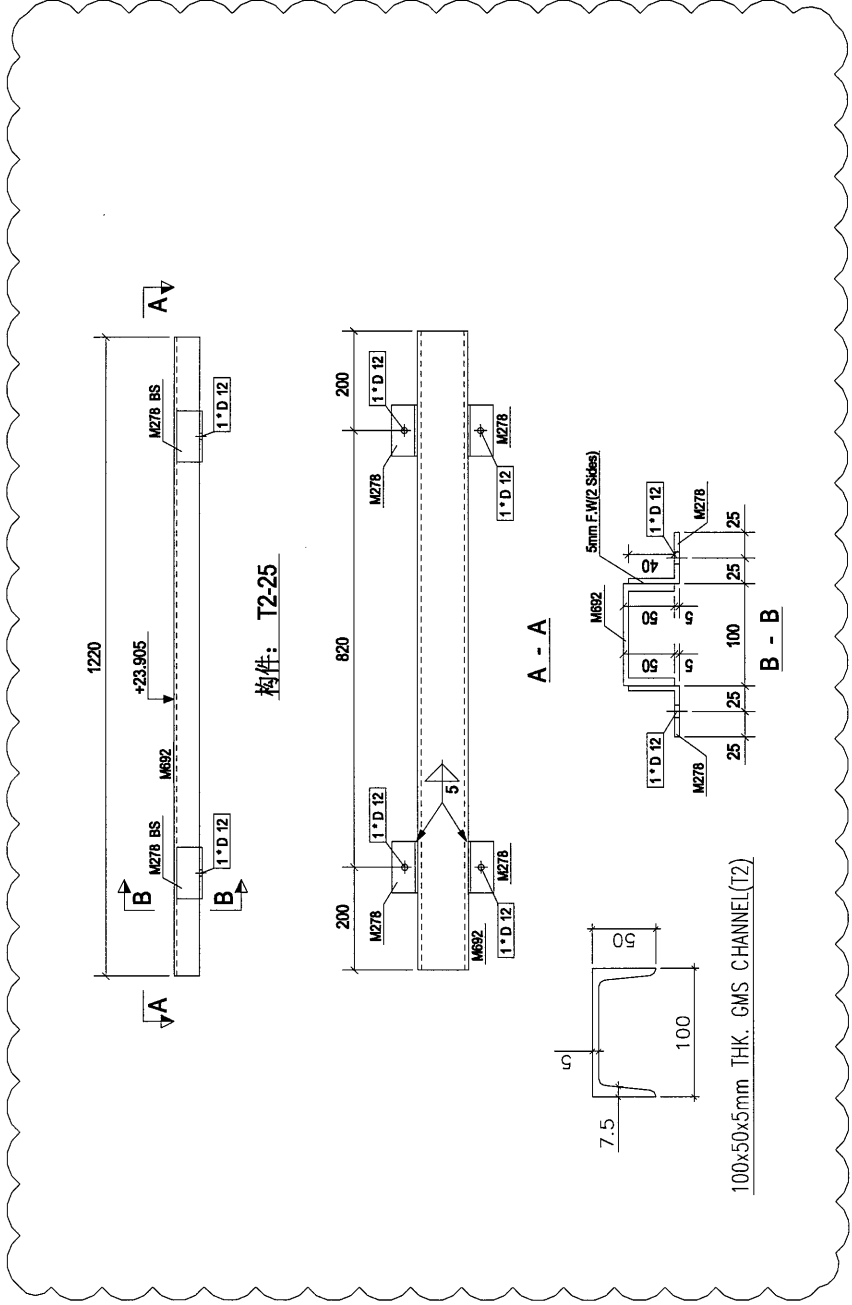 1220
+23.905
A
A
M692
M278 BS
M278 BS
1 * D 12
1 * D 12
B
B
构件: T2-25
200
820
200
1 * D 12
1 * D 12
M278
M278
5
M692
M278
M278
1 * D 12
1 * D 12
A - A
M692
5mm F.W(2 Sides)
1 * D 12
1 * D 12
40
50
50
5
5
M278
M278
25
25
100
25
25
B - B
5
50
7.5
100
100x50x5mm THK. GMS CHANNEL(T2)